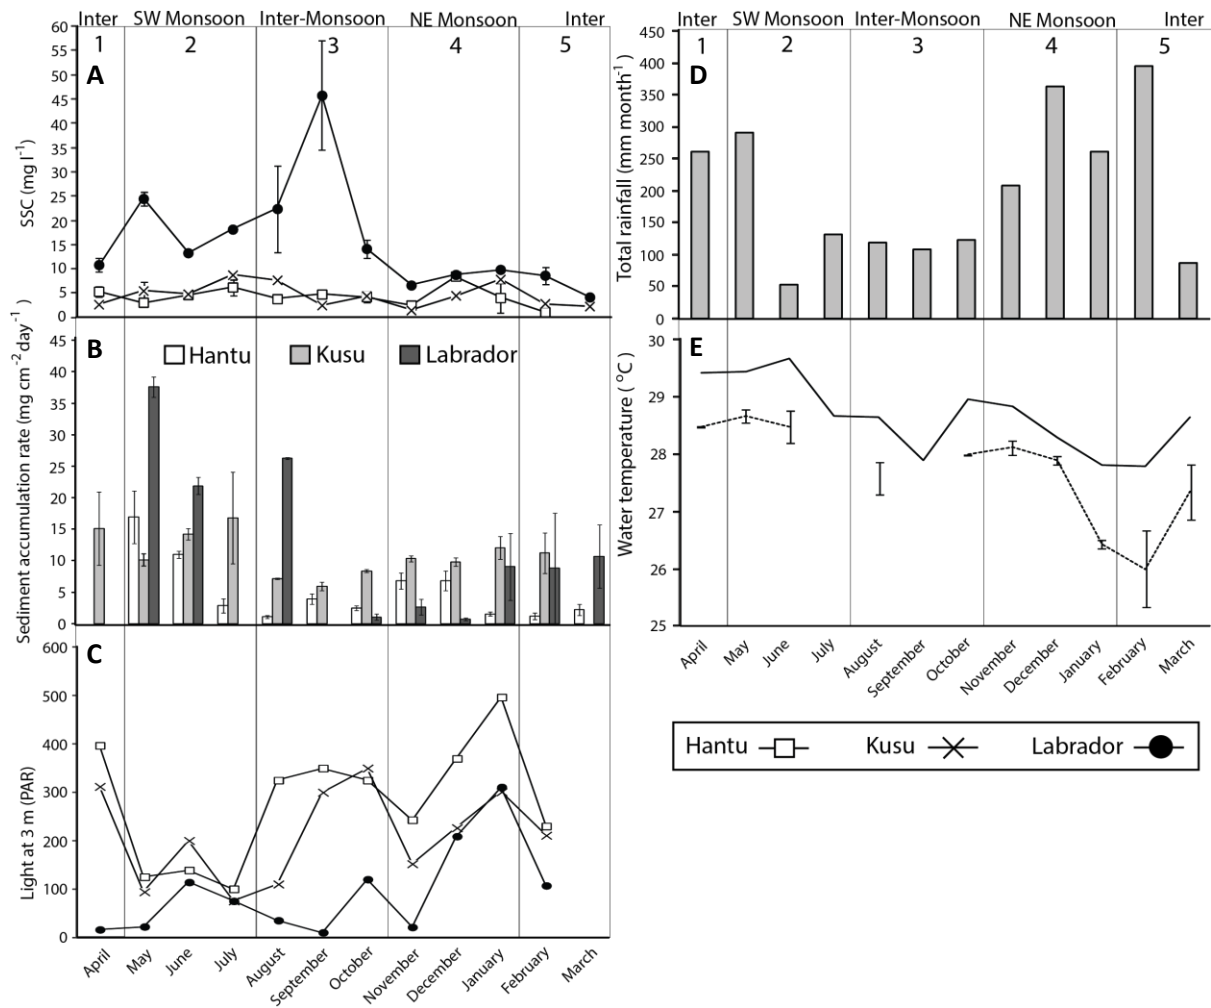 Inter SW Monsoon Inter-Monsoon NE Monsoon Inter
1 2 3 4 5
A
SSC (mg l-1)
60
55
50
45
40
35
30
25
20
15
10
5
0
B
Hantu Kusu Labrador
Sediment accumulation rate (mg cm-2 day-1)
45
40
35
30
25
20
15
10
5
0
C
Light at 3 m (PAR)
600
500
400
300
200
100
0
April May June July August September October November December January February March
Inter SW Monsoon Inter-Monsoon NE Monsoon Inter
1 2 3 4 5
D
Total rainfall (mm month-1)
450
400
350
300
250
200
150
100
50
0
E
Water temperature ( °C)
30
29
28
27
26
25
April May June July August September October November December January February March
Hantu Kusu Labrador